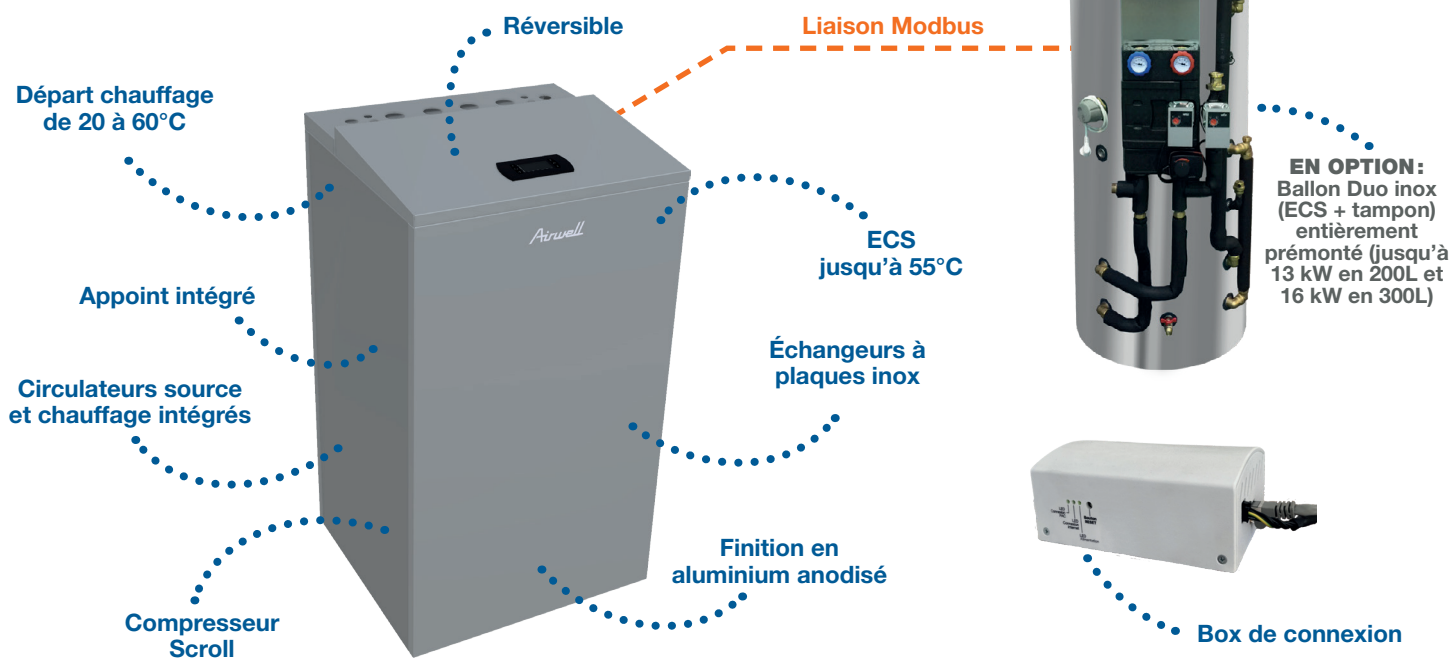 Réversible
Liaison Modbus
Départ chauffage
de 20 à 60°C
EN OPTION:
Ballon Duo inox
(ECS + tampon)
entièrement
prémonté (jusqu'à
13 kW en 200L et
16 kW en 300L)
Airwell
ECS
jusqu'à 55°C
Appoint intégré
Échangeurs à
plaques inox
Circulateurs source
et chauffage intégrés
Finition en
aluminium anodisé
Compresseur
Scroll
Box de connexion